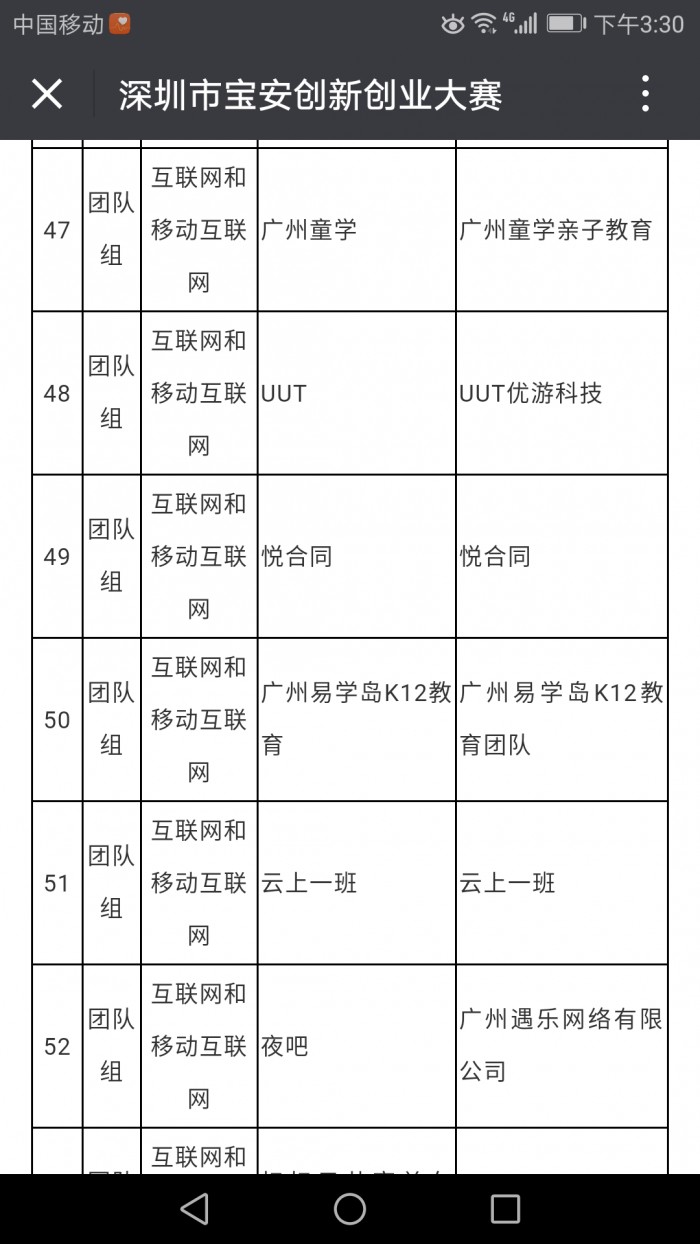 中国移动
4G
下午3:30
深圳市宝安创新创业大赛
47
团队
组
互联网和
移动互联
网
广州童学
广州童学亲子教育
48
团队
组
互联网和
移动互联
网
UUT
UUT优游科技
49
团队
组
互联网和
移动互联
网
悦合同
悦合同
50
团队
组
互联网和
移动互联
网
广州易学岛K12教
育
广州易学岛K12教
育团队
51
团队
组
互联网和
移动互联
网
云上一班
云上一班
52
团队
组
互联网和
移动互联
网
夜吧
广州遇乐网络有限
公司
互联网和